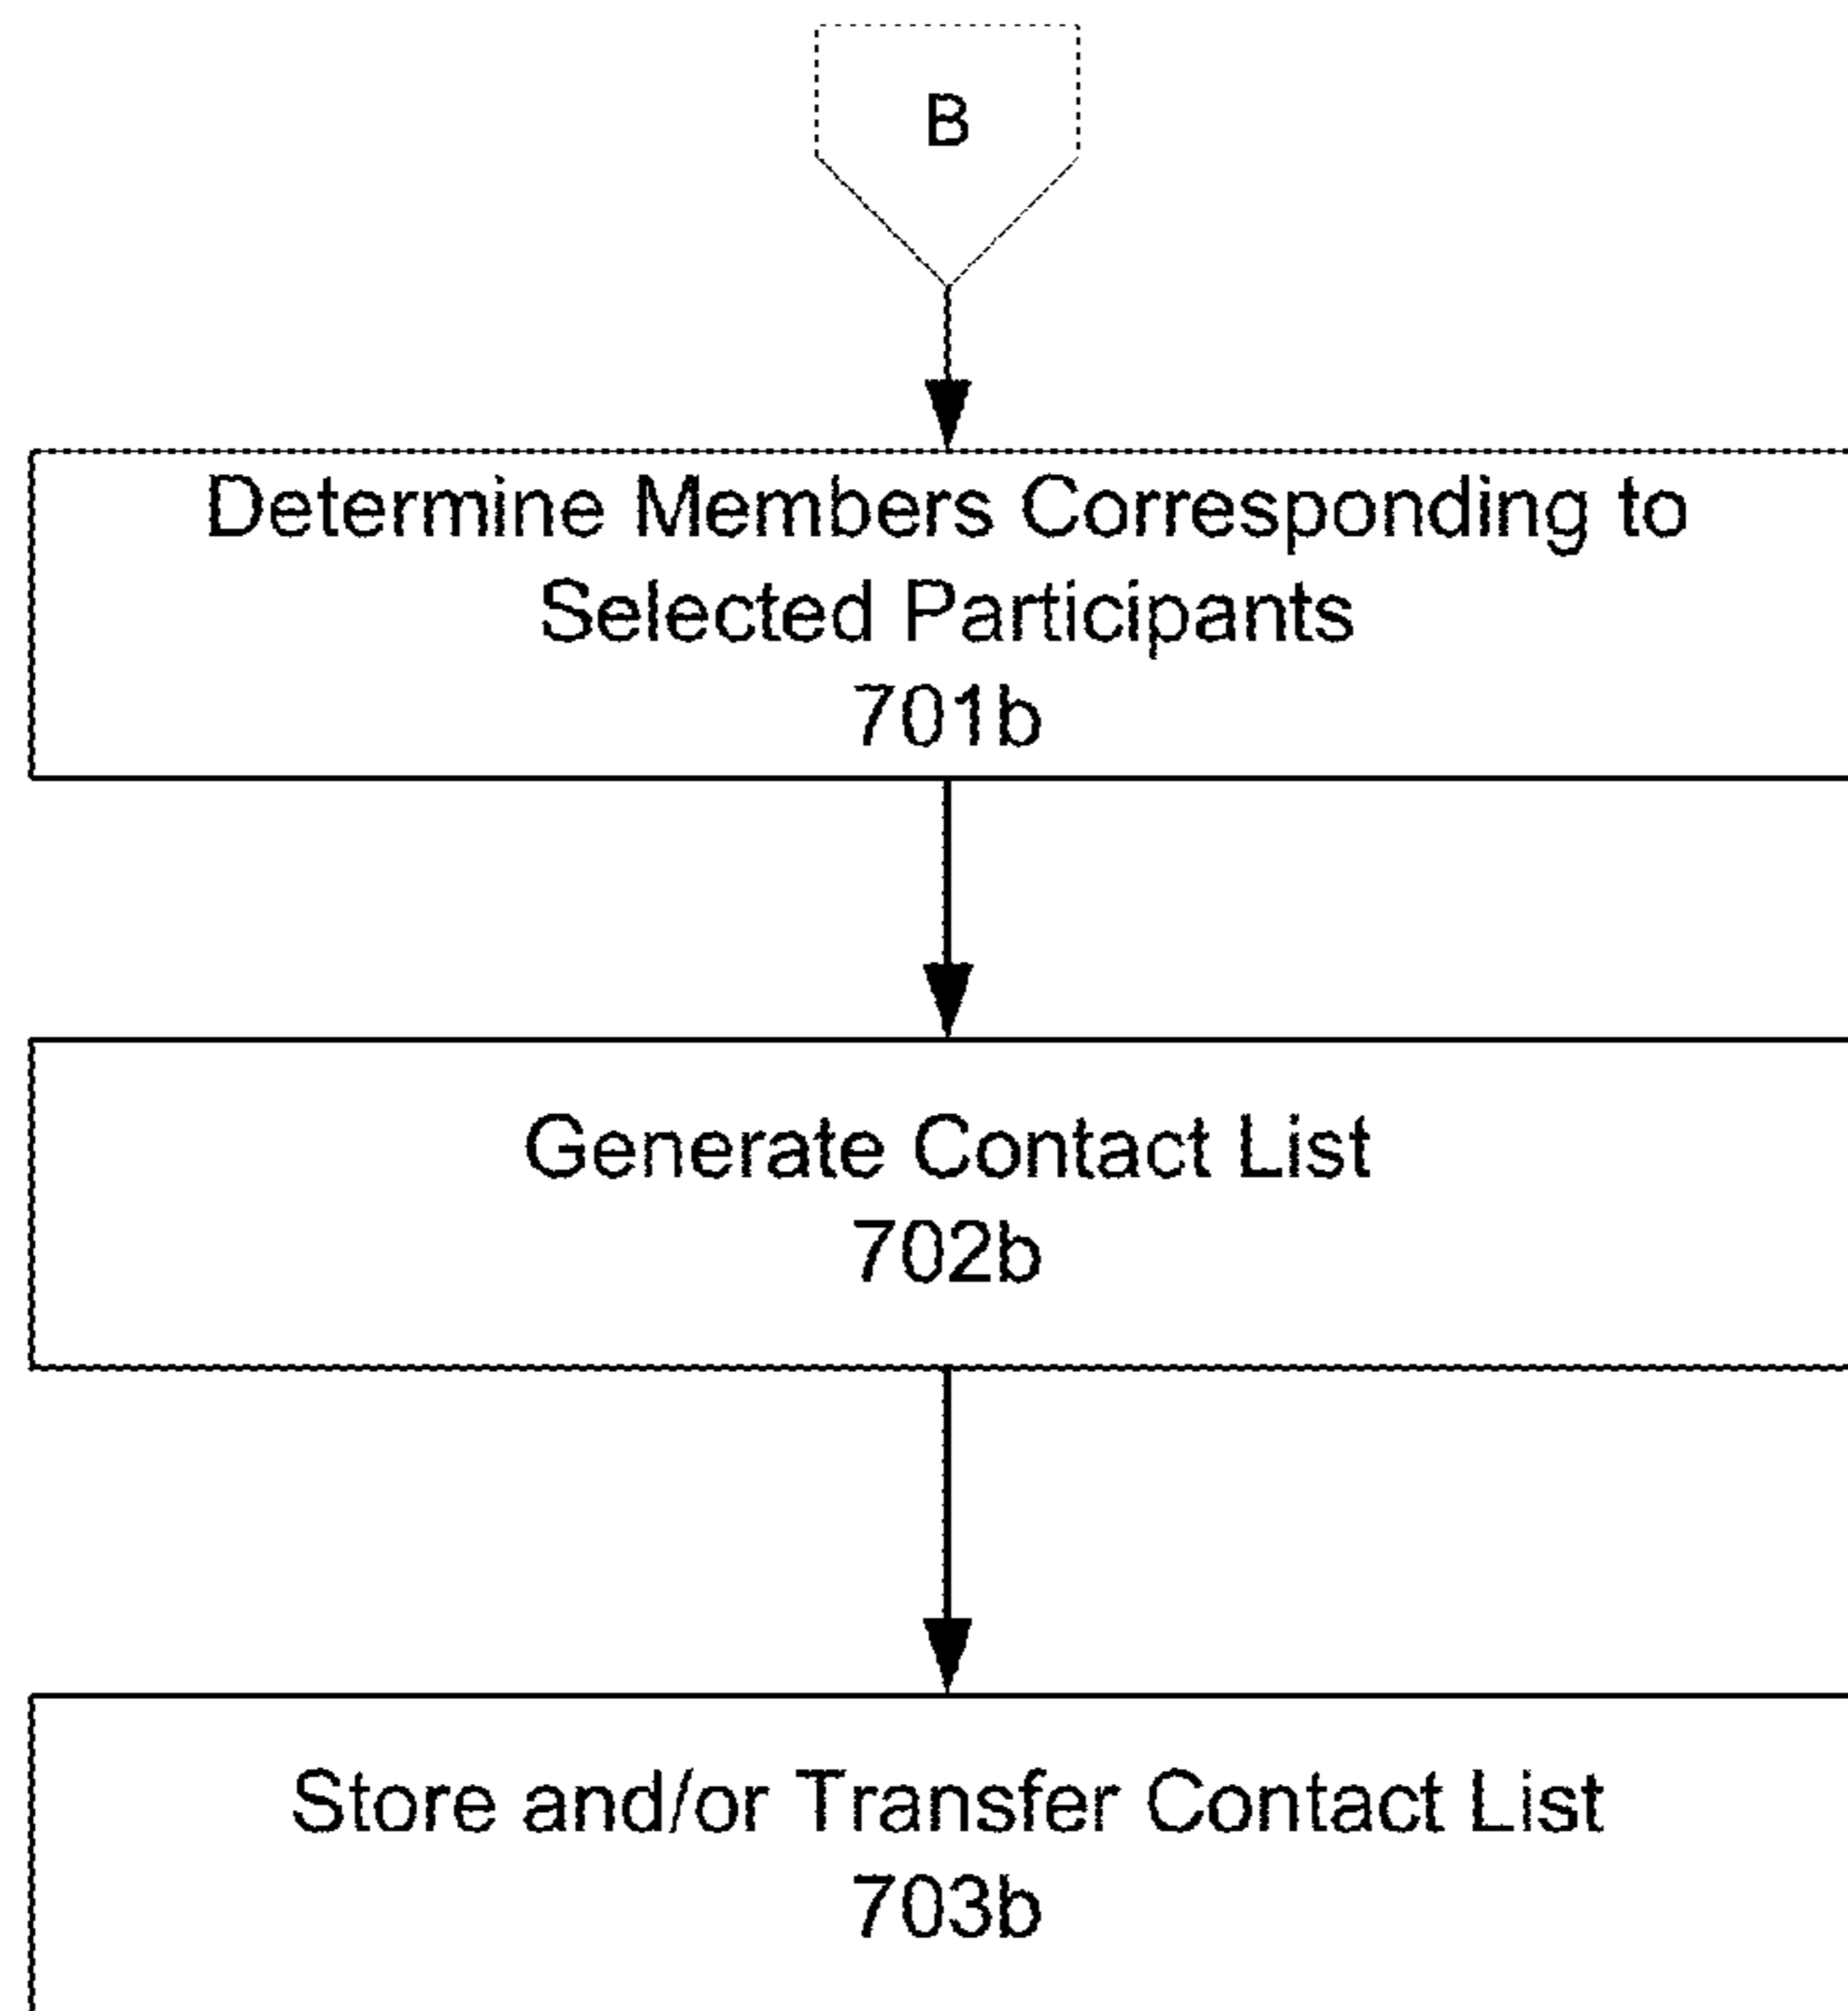 B
Determine Members Corresponding to
Selected Participants
701b
Generate Contact List
702b
Store and/or Transfer Contact List
703b